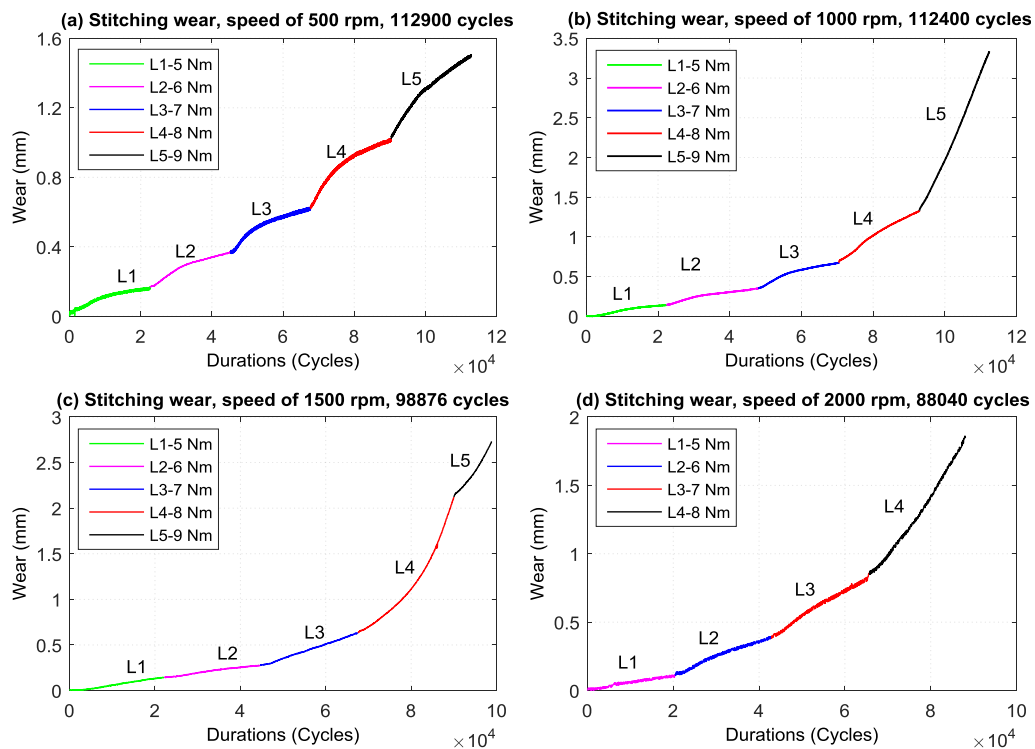 (a) Stitching wear, speed of 500 rpm, 112900 cycles
1.6
1.2
0.8
0.4
0
Wear (mm)
L1-5 Nm
L2-6 Nm
L3-7 Nm
L4-8 Nm
L5-9 Nm
L1
L2
L3
L4
L5
0 2 4 6 8 10 12
Durations (Cycles)
×10⁴
(b) Stitching wear, speed of 1000 rpm, 112400 cycles
3.5
3
2.5
2
1.5
1
0.5
0
Wear (mm)
L1-5 Nm
L2-6 Nm
L3-7 Nm
L4-8 Nm
L5-9 Nm
L1
L2
L3
L4
L5
0 2 4 6 8 10 12
Durations (Cycles)
×10⁴
(c) Stitching wear, speed of 1500 rpm, 98876 cycles
3
2.5
2
1.5
1
0.5
0
Wear (mm)
L1-5 Nm
L2-6 Nm
L3-7 Nm
L4-8 Nm
L5-9 Nm
L1
L2
L3
L4
L5
0 2 4 6 8 10
Durations (Cycles)
×10⁴
(d) Stitching wear, speed of 2000 rpm, 88040 cycles
2
1.5
1
0.5
0
Wear (mm)
L1-5 Nm
L2-6 Nm
L3-7 Nm
L4-8 Nm
L1
L2
L3
L4
0 2 4 6 8 10
Durations (Cycles)
×10⁴